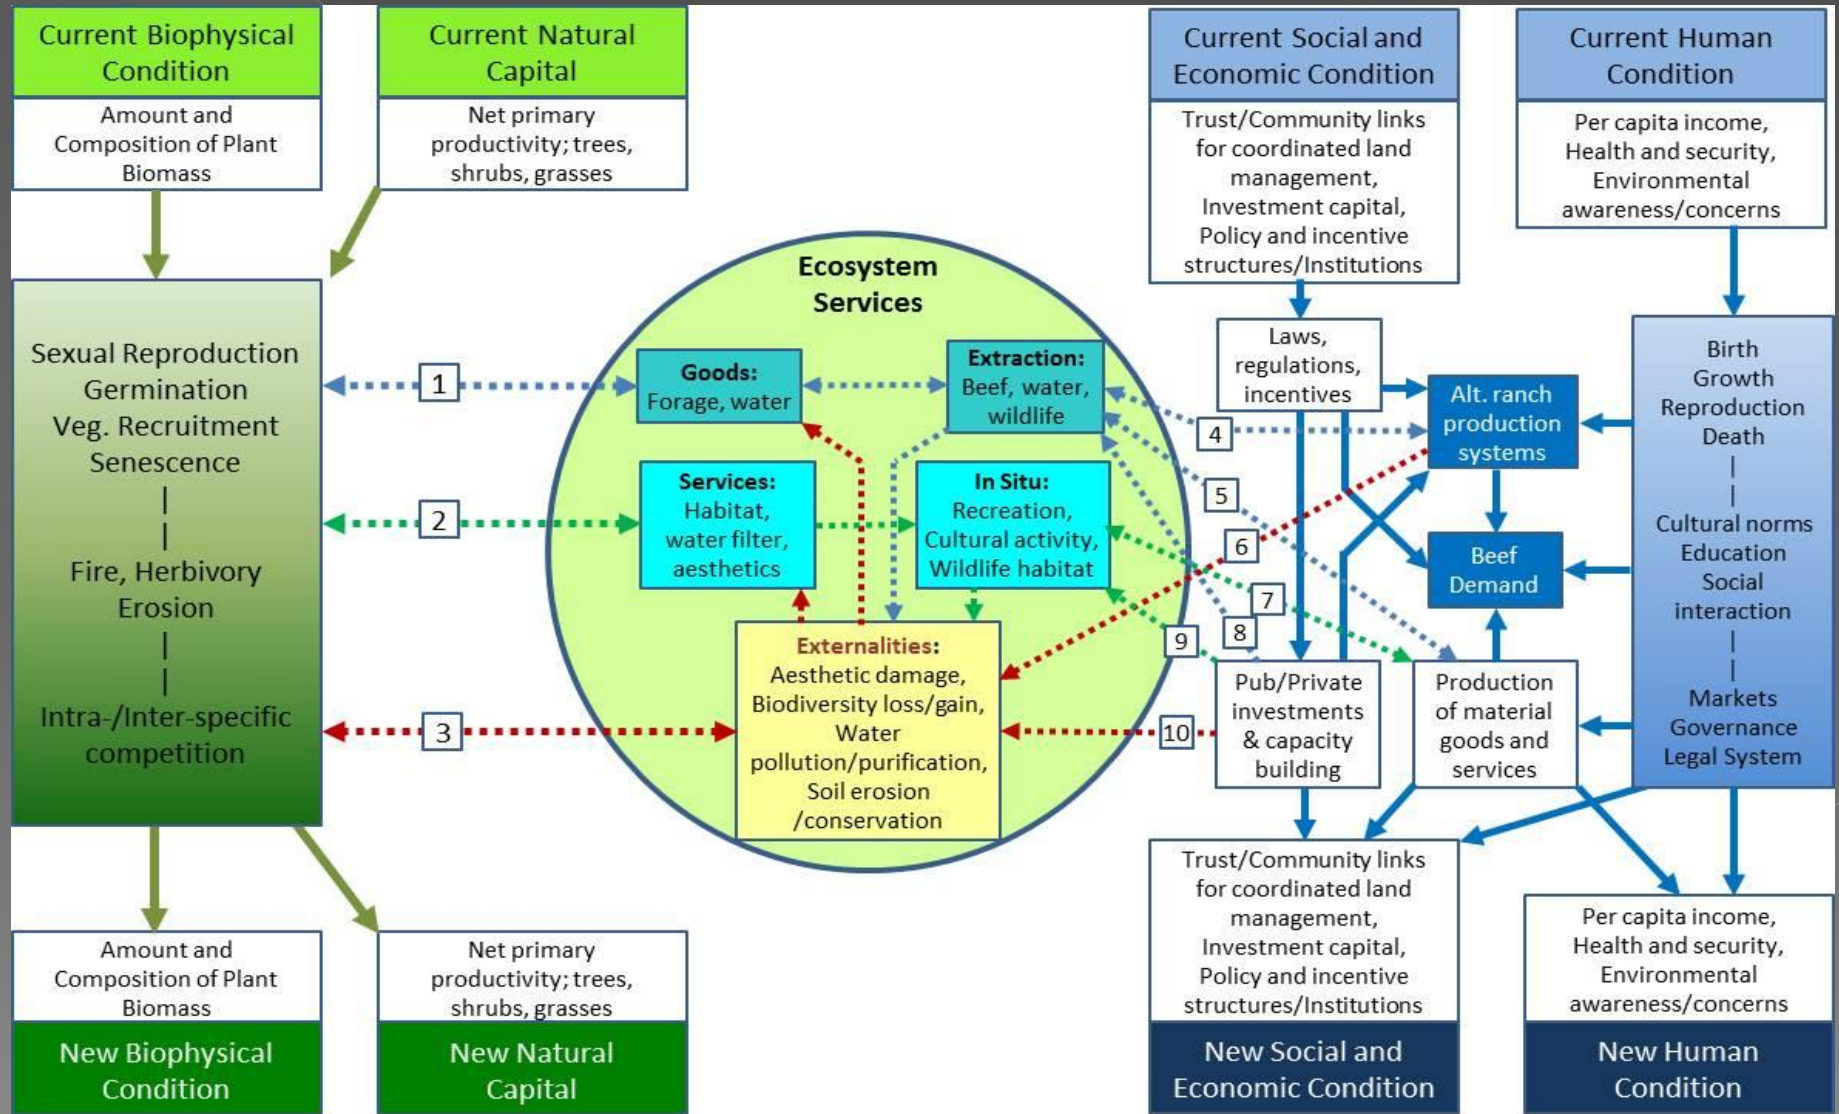 Current Biophysical
Condition
Amount and
Composition of Plant
Biomass
Current Natural
Capital
Net primary
productivity; trees,
shrubs, grasses
Current Social and
Economic Condition
Trust/Community links
for coordinated land
management,
Investment capital,
Policy and incentive
structures/Institutions
Current Human
Condition
Per capita income,
Health and security,
Environmental
awareness/concerns
Sexual Reproduction
Germination
Veg. Recruitment
Senescence
|
|
Fire, Herbivory
Erosion
|
|
Intra-/Inter-specific
competition
1
2
3
Ecosystem
Services
Goods:
Forage, water
Extraction:
Beef, water,
wildlife
Services:
Habitat,
water filter,
aesthetics
In Situ:
Recreation,
Cultural activity,
Wildlife habitat
Externalities:
Aesthetic damage,
Biodiversity loss/gain,
Water
pollution/purification,
Soil erosion
/conservation
4
5
6
7
8
9
10
Laws,
regulations,
incentives
Alt. ranch
production
systems
Beef
Demand
Pub/Private
investments
& capacity
building
Production
of material
goods and
services
Birth
Growth
Reproduction
Death
|
|
Cultural norms
Education
Social
interaction
|
|
Markets
Governance
Legal System
Amount and
Composition of Plant
Biomass
New Biophysical
Condition
Net primary
productivity; trees,
shrubs, grasses
New Natural
Capital
Trust/Community links
for coordinated land
management,
Investment capital,
Policy and incentive
structures/Institutions
New Social and
Economic Condition
Per capita income,
Health and security,
Environmental
awareness/concerns
New Human
Condition